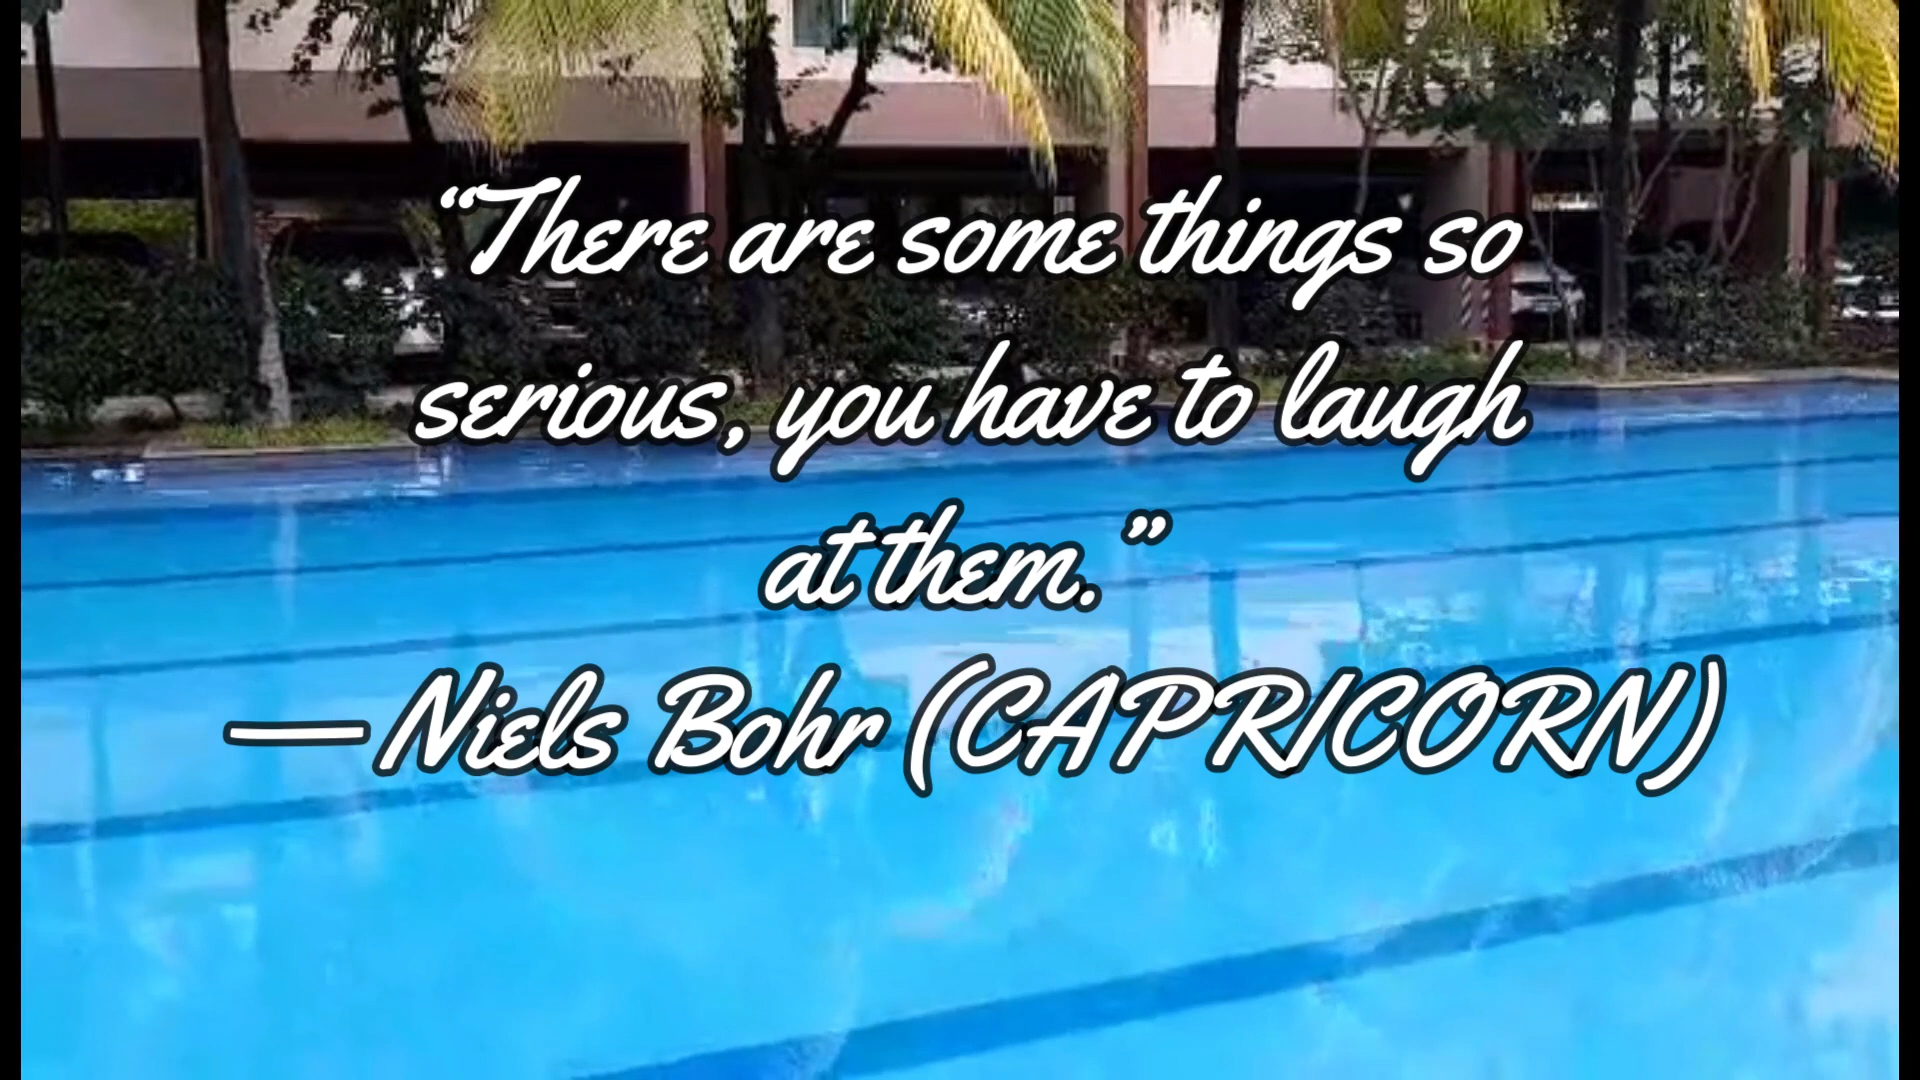 “There are some things so
serious, you have to laugh
at them.”
— Niels Bohr (CAPRICORN)